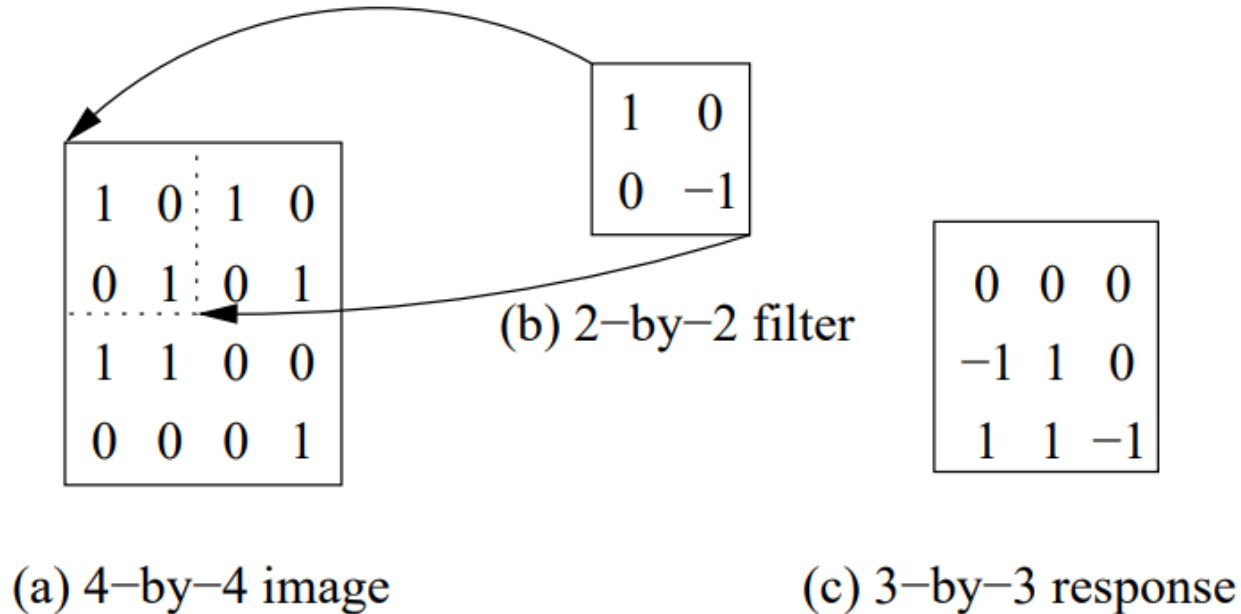 1 0 1 0
0 1 0 1
1 1 0 0
0 0 0 1
(a) 4−by−4 image
1 0
0 −1
(b) 2−by−2 filter
0 0 0
−1 1 0
1 1 −1
(c) 3−by−3 response